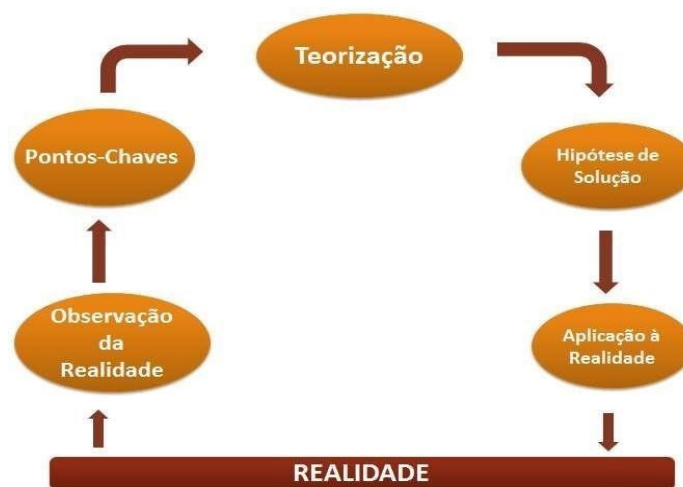 Teorização
Pontos-Chaves
Hipótese de
Solução
Observação
da
Realidade
Aplicação à
Realidade
REALIDADE